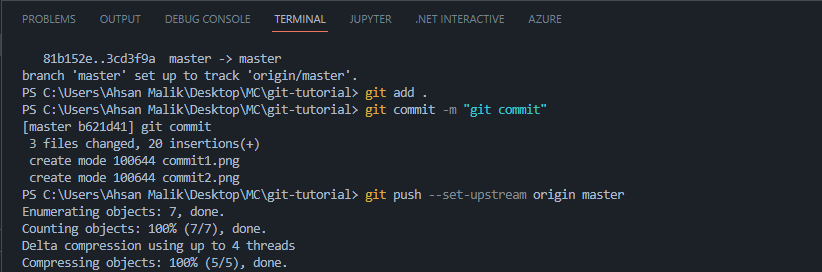 PROBLEMS OUTPUT DEBUG CONSOLE TERMINAL JUPYTER .NET INTERACTIVE AZURE
81b152e..3cd3f9a  master -> master
branch 'master' set up to track 'origin/master'.
PS C:\Users\Ahsan Malik\Desktop\MC\git-tutorial> git add .
PS C:\Users\Ahsan Malik\Desktop\MC\git-tutorial> git commit -m "git commit"
[master b621d41] git commit
 3 files changed, 20 insertions(+)
 create mode 100644 commit1.png
 create mode 100644 commit2.png
PS C:\Users\Ahsan Malik\Desktop\MC\git-tutorial> git push --set-upstream origin master
Enumerating objects: 7, done.
Counting objects: 100% (7/7), done.
Delta compression using up to 4 threads
Compressing objects: 100% (5/5), done.